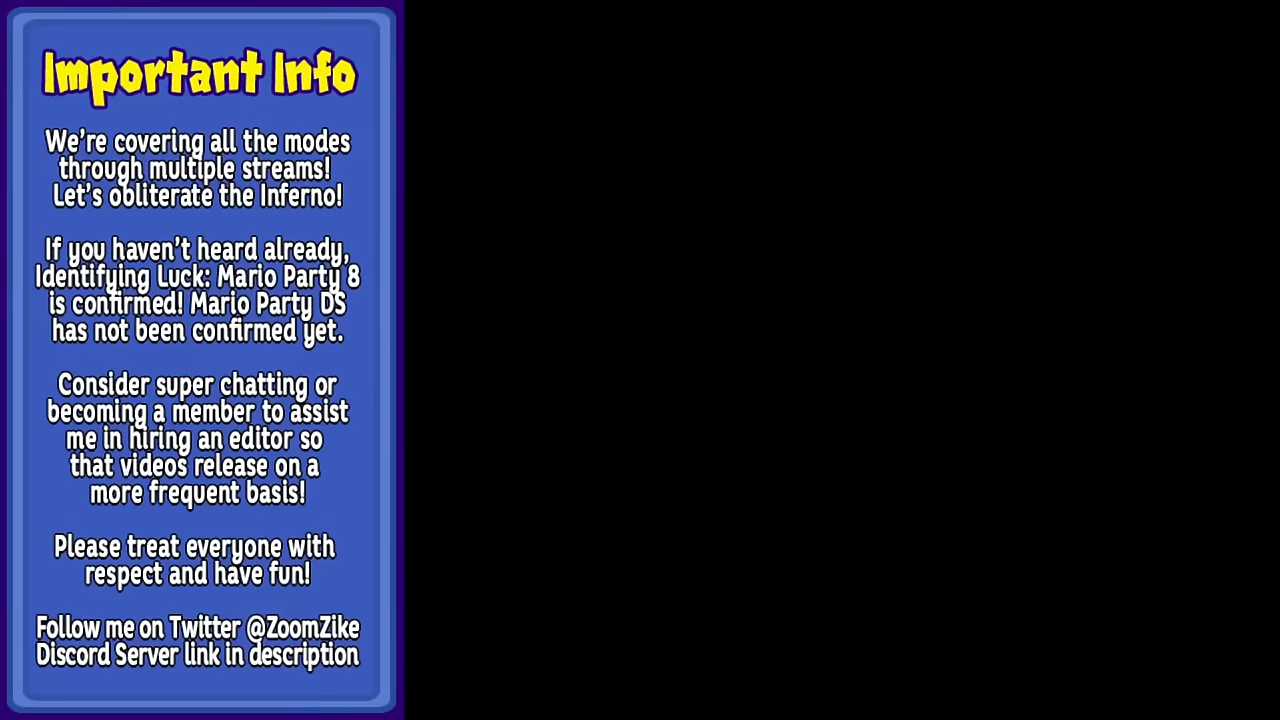 Important Info
We're covering all the modes
through multiple streams!
Let's obliterate the Inferno!
If you haven't heard already,
Identifying Luck: Mario Party 8
is confirmed! Mario Party DS
has not been confirmed yet.
Consider super chatting or
becoming a member to assist
me in hiring an editor so
that videos release on a
more frequent basis!
Please treat everyone with
respect and have fun!
Follow me on Twitter @ZoomZike
Discord Server link in description